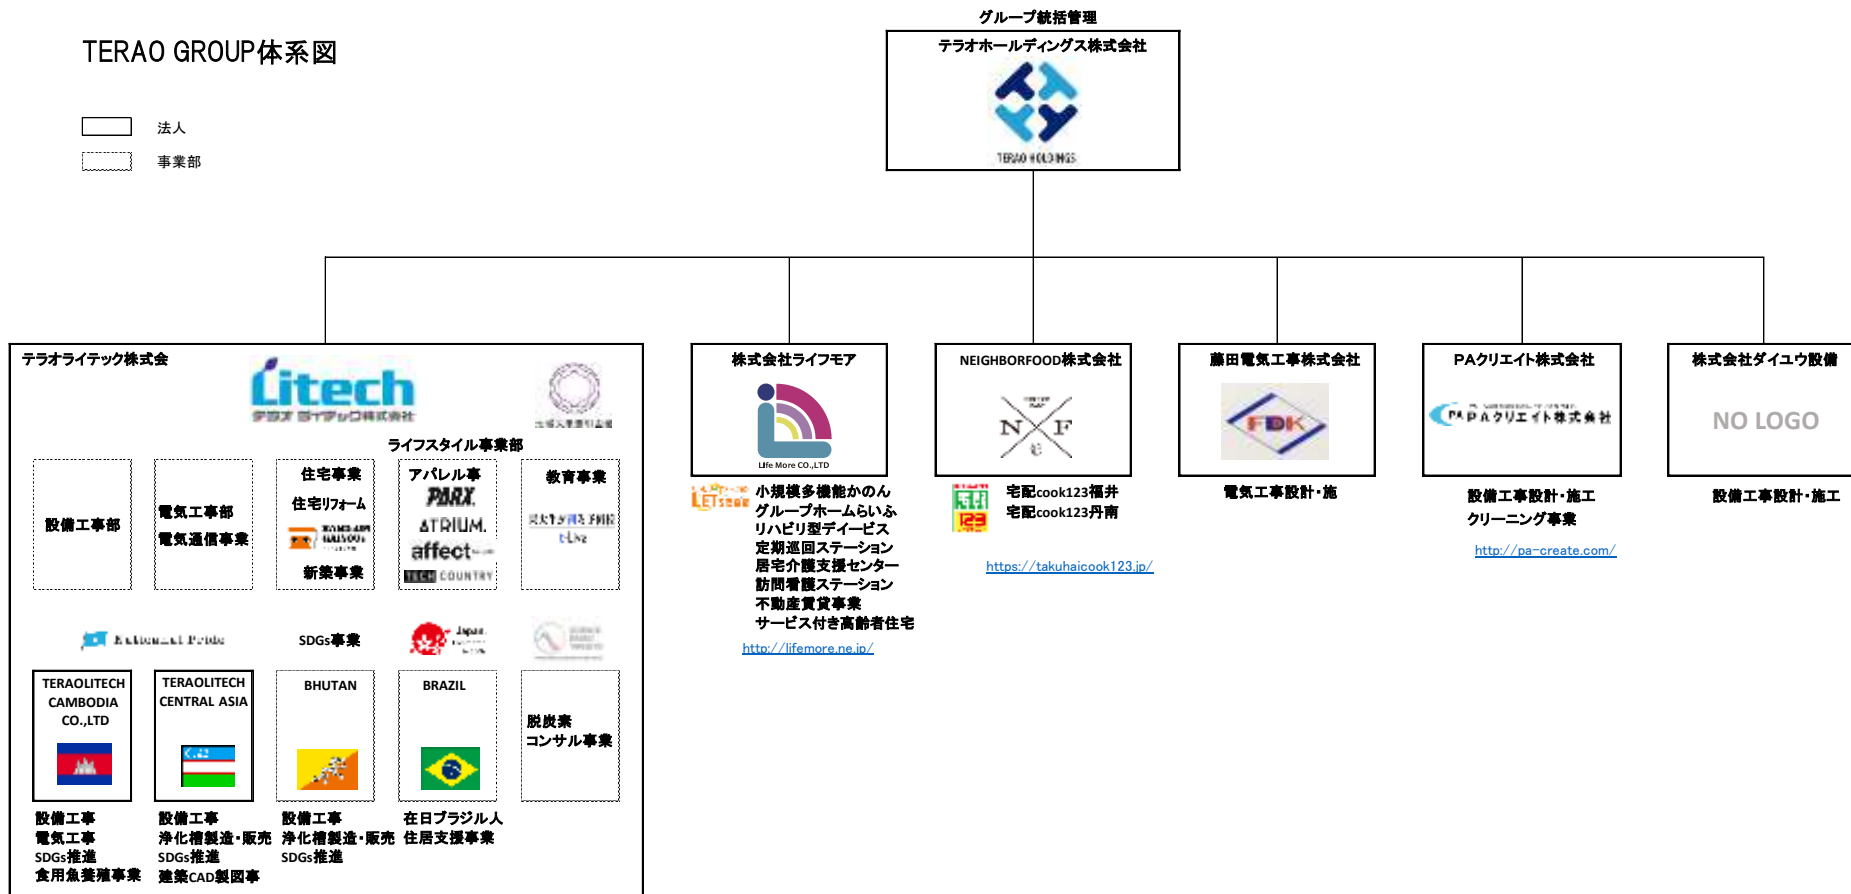 グループ統括管理
TERAO GROUP体系図
テラオホールディングス株式会社
TERAO HOLDINGS
法人
事業部
テラオライテック株式会
Litech
テラオ ライテック株式会社
ライフスタイル事業部
設備工事部
電気工事部
電気通信事業
住宅事業
住宅リフォーム
新築事業
アパレル事
PARX.
ATRIUM.
affect
TECH COUNTRY
教育事業
t-Live
National Pride
SDGs事業
Japan.
TERAOLITECH
CAMBODIA
CO.,LTD
TERAOLITECH
CENTRAL ASIA
BHUTAN
BRAZIL
脱炭素
コンサル事業
設備工事
電気工事
SDGs推進
食用魚養殖事業
設備工事
浄化槽製造・販売
SDGs推進
建築CAD製図事
設備工事
浄化槽製造・販売
SDGs推進
在日ブラジル人
住居支援事業
株式会社ライフモア
Life More CO.,LTD
小規模多機能かのん
グループホームらいふ
リハビリ型デイービス
定期巡回ステーション
居宅介護支援センター
訪問看護ステーション
不動産賃貸事業
サービス付き高齢者住宅
http://lifemore.ne.jp/
NEIGHBORFOOD株式会社
N F
123
宅配cook123福井
宅配cook123丹南
https://takuhaicook123.jp/
藤田電気工事株式会社
FDK
電気工事設計・施
PAクリエイト株式会社
PA PAクリエイト株式会社
設備工事設計・施工
クリーニング事業
http://pa-create.com/
株式会社ダイユウ設備
NO LOGO
設備工事設計・施工